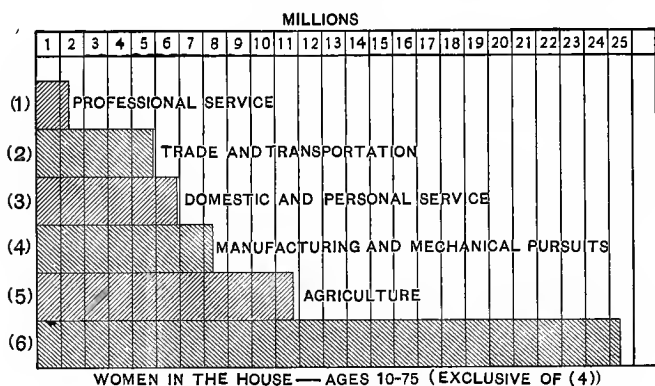 MILLIONS
1 2 3 4 5 6 7 8 9 10 11 12 13 14 15 16 17 18 19 20 21 22 23 24 25
(1) PROFESSIONAL SERVICE
(2) TRADE AND TRANSPORTATION
(3) DOMESTIC AND PERSONAL SERVICE
(4) MANUFACTURING AND MECHANICAL PURSUITS
(5) AGRICULTURE
(6)
WOMEN IN THE HOUSE — AGES 10-75 (EXCLUSIVE OF (4))